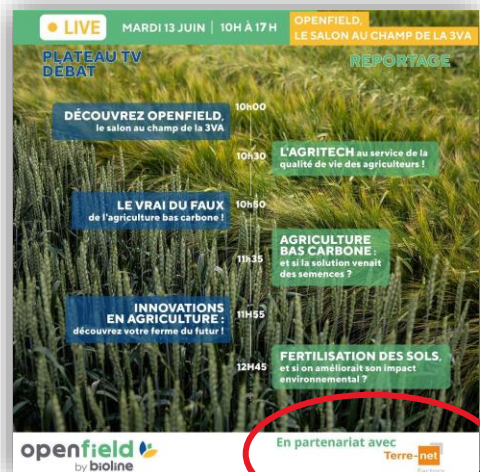 LIVE MARDI 13 JUIN | 10H À 17H
OPENFIELD,
LE SALON AU CHAMP DE LA 3VA
PLATEAU TV
DÉBAT
REPORTAGE
10h00
DÉCOUVREZ OPENFIELD,
le salon au champ de la 3VA
10h30
L'AGRITECH au service de la
qualité de vie des agriculteurs !
LE VRAI DU FAUX
de l'agriculture bas carbone !
10h50
AGRICULTURE
BAS CARBONE :
et si la solution venait
des semences ?
11h35
INNOVATIONS
EN AGRICULTURE :
découvrez votre ferme du futur !
11H55
12H45
FERTILISATION DES SOLS,
et si on améliorait son impact
environnemental ?
openfield
by bioline
En partenariat avec
Terre-net
Factory